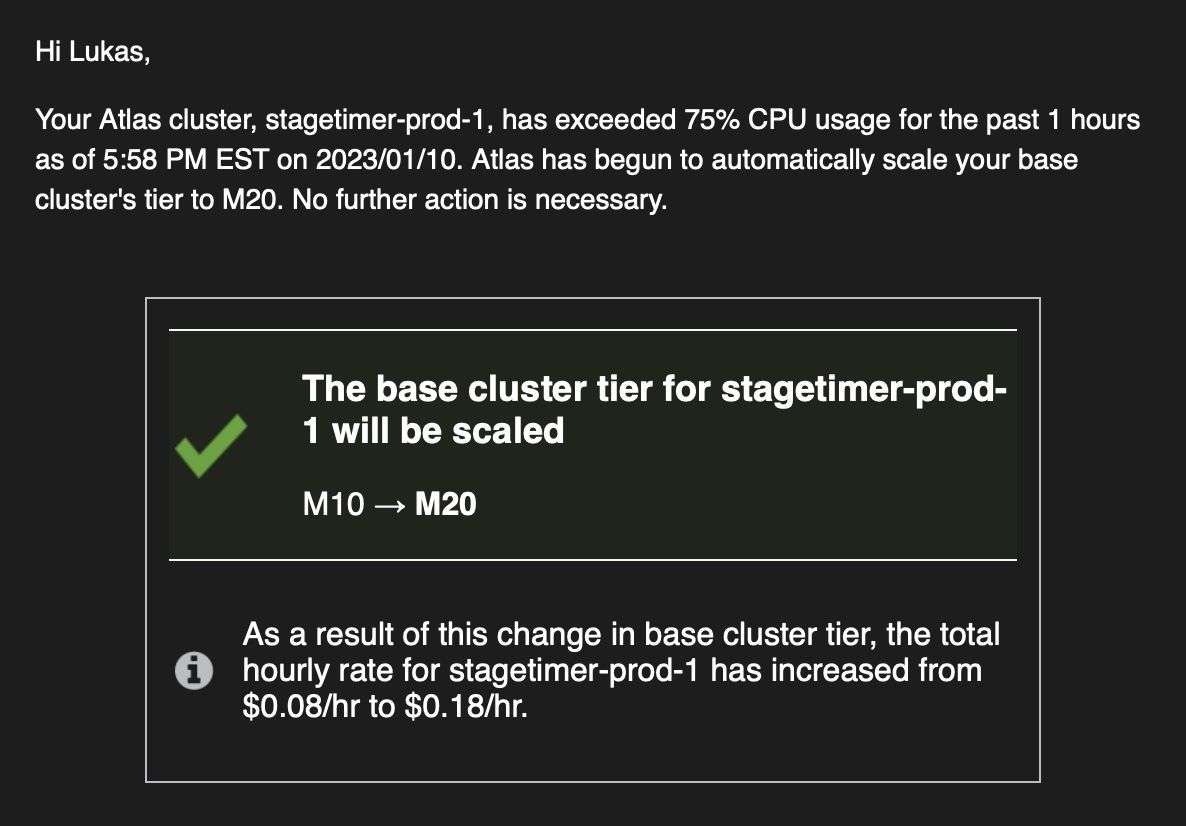 Hi Lukas,
Your Atlas cluster, stagetimer-prod-1, has exceeded 75% CPU usage for the past 1 hours
as of 5:58 PM EST on 2023/01/10. Atlas has begun to automatically scale your base
cluster's tier to M20. No further action is necessary.
The base cluster tier for stagetimer-prod-
1 will be scaled
M10 → M20
As a result of this change in base cluster tier, the total
hourly rate for stagetimer-prod-1 has increased from
$0.08/hr to $0.18/hr.